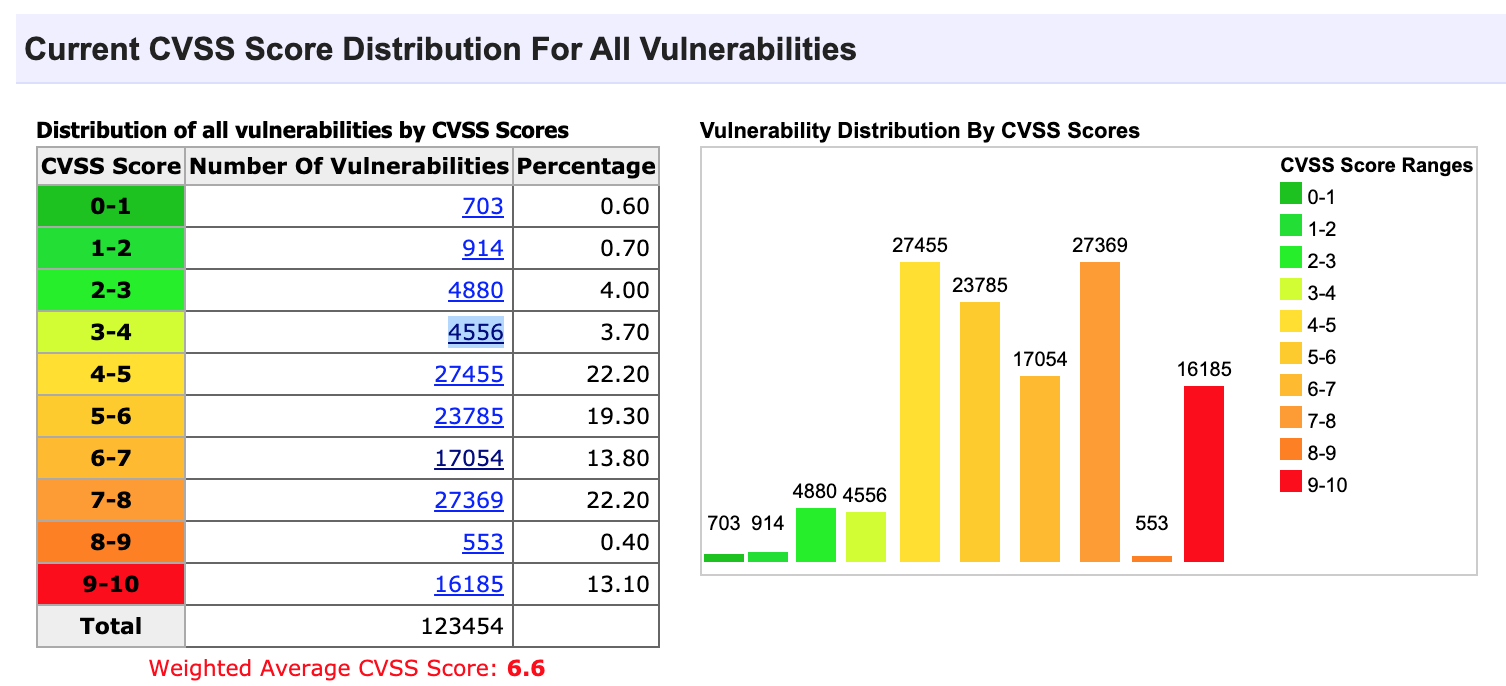 Current CVSS Score Distribution For All Vulnerabilities
Distribution of all vulnerabilities by CVSS Scores
CVSS Score Number Of Vulnerabilities Percentage
0-1 703 0.60
1-2 914 0.70
2-3 4880 4.00
3-4 4556 3.70
4-5 27455 22.20
5-6 23785 19.30
6-7 17054 13.80
7-8 27369 22.20
8-9 553 0.40
9-10 16185 13.10
Total 123454
Weighted Average CVSS Score: 6.6
Vulnerability Distribution By CVSS Scores
703 914 4880 4556 27455 23785 17054 27369 553 16185
CVSS Score Ranges
0-1
1-2
2-3
3-4
4-5
5-6
6-7
7-8
8-9
9-10